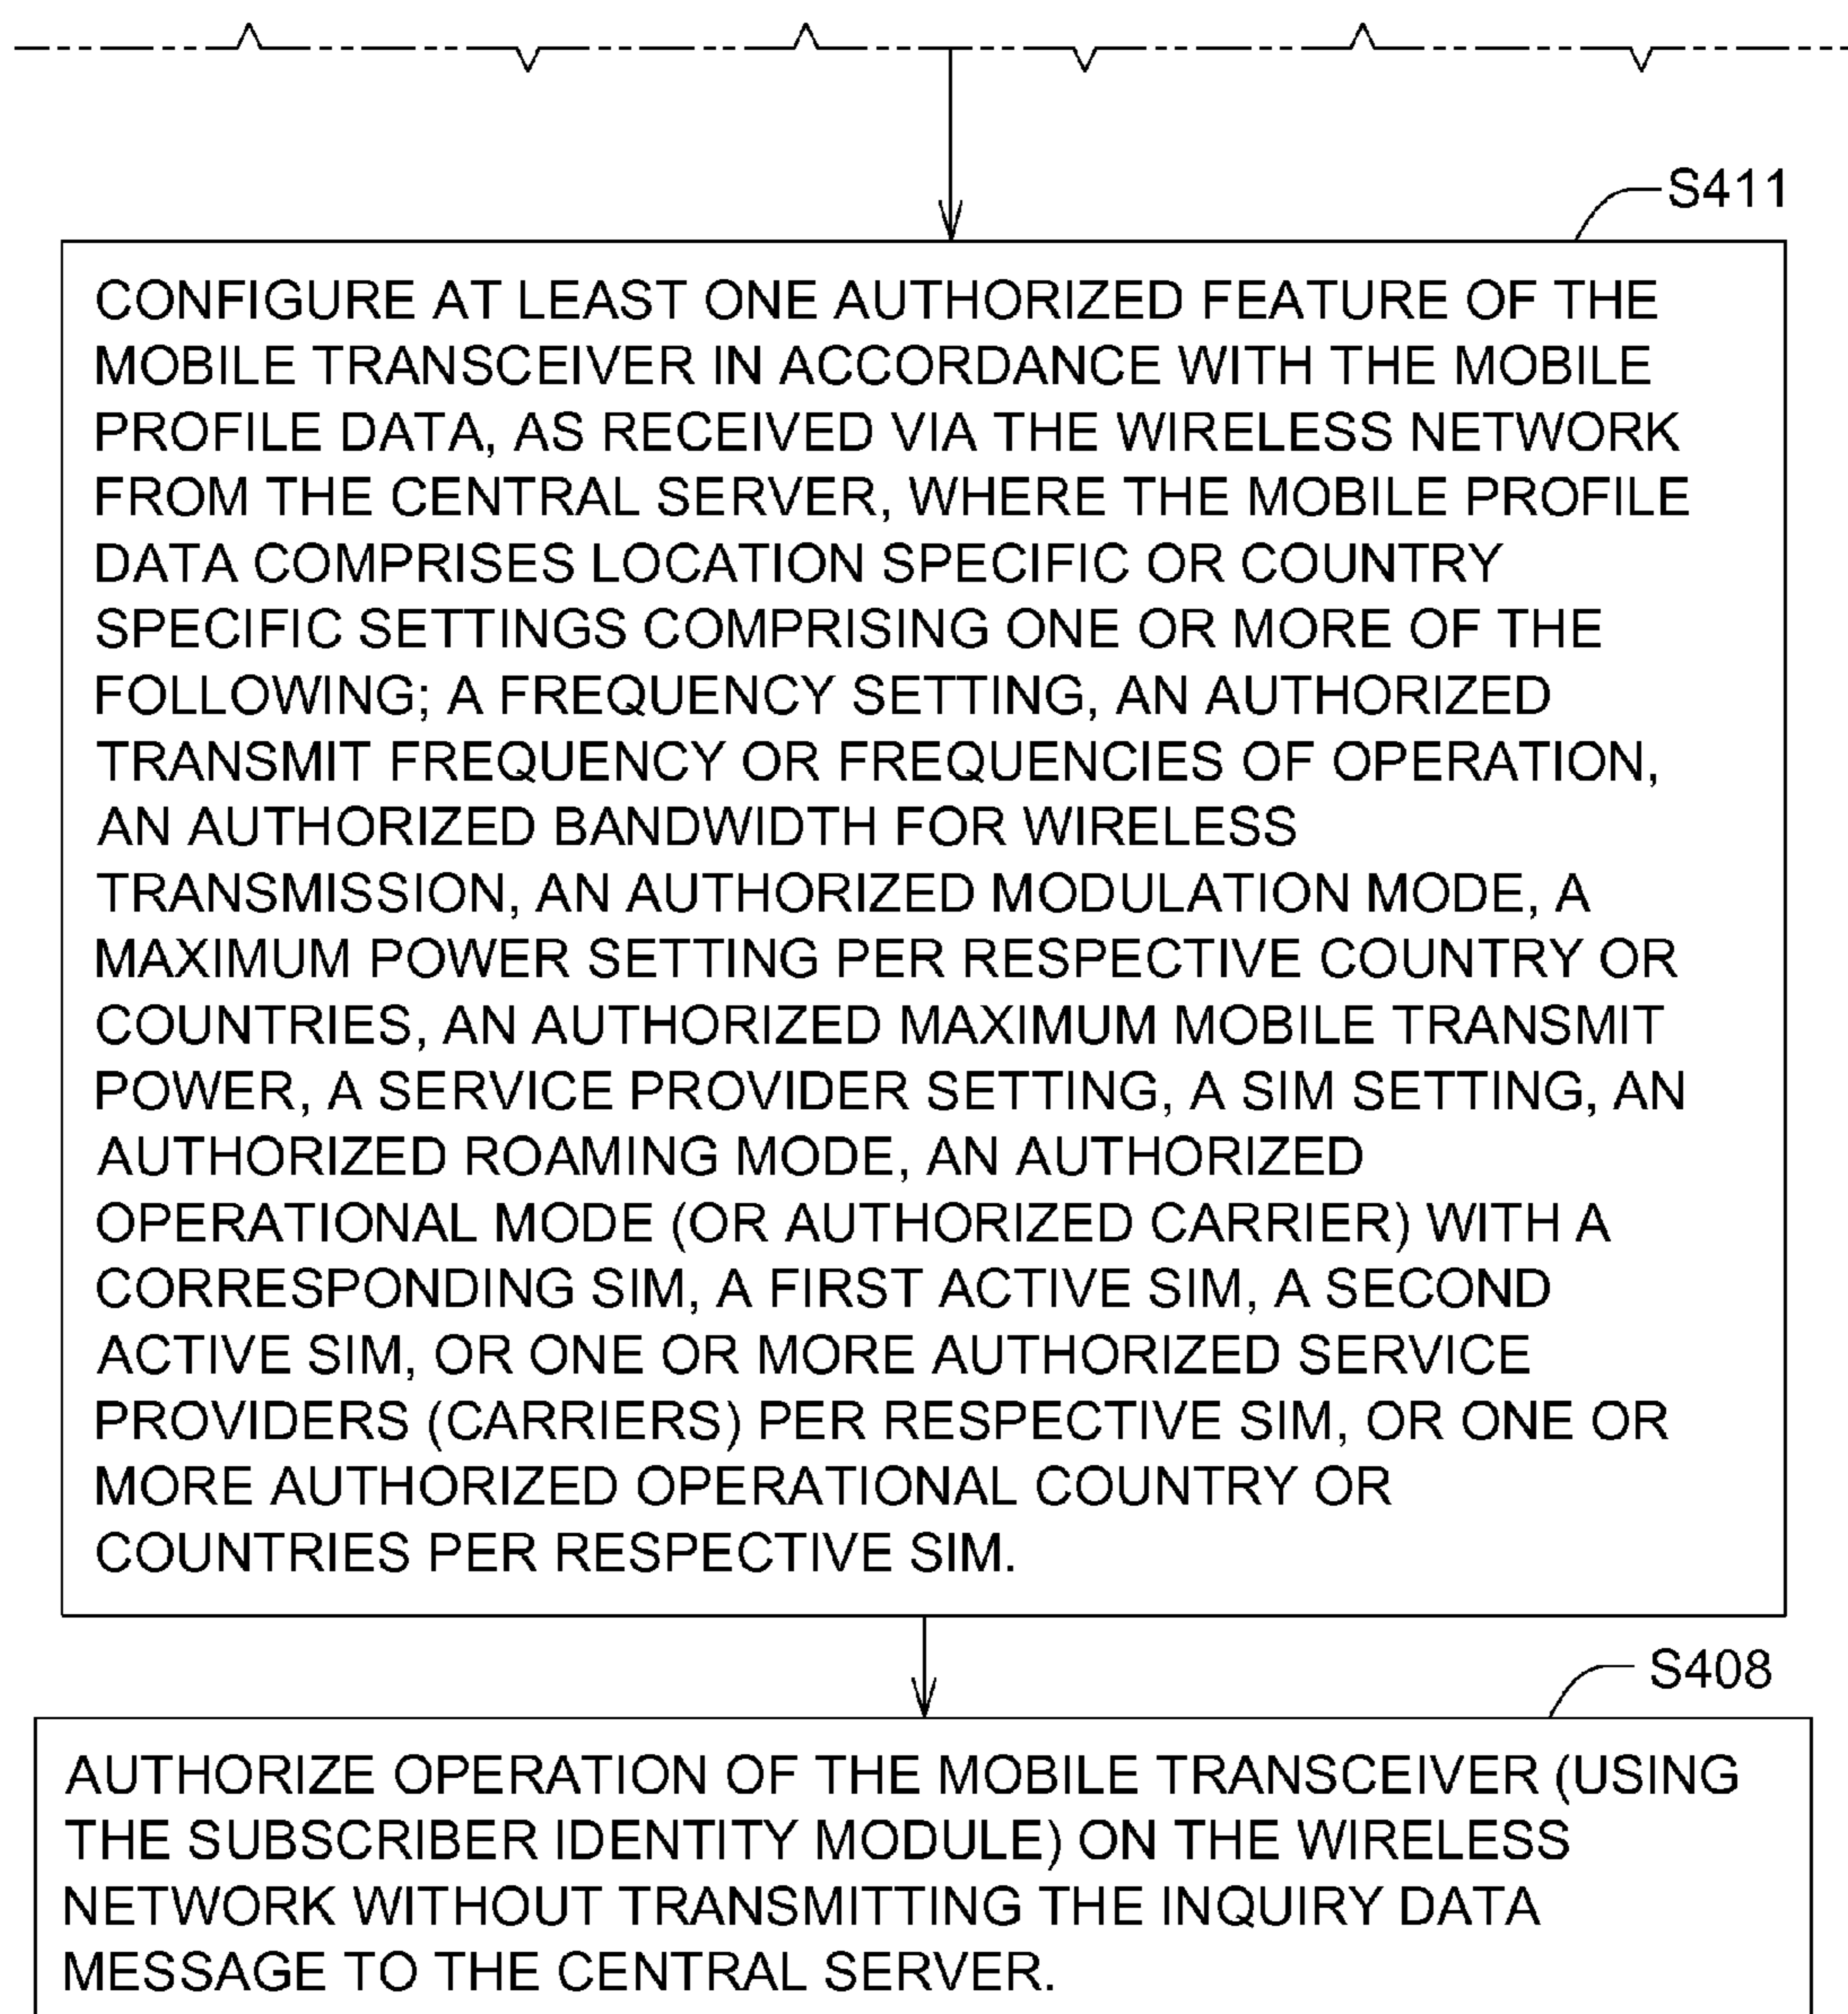 S411
CONFIGURE AT LEAST ONE AUTHORIZED FEATURE OF THE
MOBILE TRANSCEIVER IN ACCORDANCE WITH THE MOBILE
PROFILE DATA, AS RECEIVED VIA THE WIRELESS NETWORK
FROM THE CENTRAL SERVER, WHERE THE MOBILE PROFILE
DATA COMPRISES LOCATION SPECIFIC OR COUNTRY
SPECIFIC SETTINGS COMPRISING ONE OR MORE OF THE
FOLLOWING; A FREQUENCY SETTING, AN AUTHORIZED
TRANSMIT FREQUENCY OR FREQUENCIES OF OPERATION,
AN AUTHORIZED BANDWIDTH FOR WIRELESS
TRANSMISSION, AN AUTHORIZED MODULATION MODE, A
MAXIMUM POWER SETTING PER RESPECTIVE COUNTRY OR
COUNTRIES, AN AUTHORIZED MAXIMUM MOBILE TRANSMIT
POWER, A SERVICE PROVIDER SETTING, A SIM SETTING, AN
AUTHORIZED ROAMING MODE, AN AUTHORIZED
OPERATIONAL MODE (OR AUTHORIZED CARRIER) WITH A
CORRESPONDING SIM, A FIRST ACTIVE SIM, A SECOND
ACTIVE SIM, OR ONE OR MORE AUTHORIZED SERVICE
PROVIDERS (CARRIERS) PER RESPECTIVE SIM, OR ONE OR
MORE AUTHORIZED OPERATIONAL COUNTRY OR
COUNTRIES PER RESPECTIVE SIM.
S408
AUTHORIZE OPERATION OF THE MOBILE TRANSCEIVER (USING
THE SUBSCRIBER IDENTITY MODULE) ON THE WIRELESS
NETWORK WITHOUT TRANSMITTING THE INQUIRY DATA
MESSAGE TO THE CENTRAL SERVER.